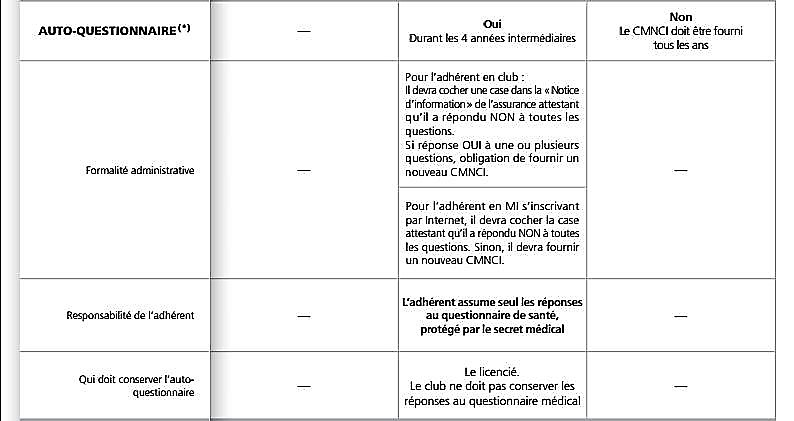 AUTO-QUESTIONNAIRE(*)
—
Oui
Durant les 4 années intermédiaires
Non
Le CMNCI doit être fourni
tous les ans
Formalité administrative
—
Pour l'adhérent en club :
Il devra cocher une case dans la « Notice
d'information » de l'assurance attestant
qu'il a répondu NON à toutes les
questions.
Si réponse OUI à une ou plusieurs
questions, obligation de fournir un
nouveau CMNCI.
Pour l'adhérent en MI s'inscrivant
par Internet, il devra cocher la case
attestant qu'il a répondu NON à toutes
les questions. Sinon, il devra fournir
un nouveau CMNCI.
—
Responsabilité de l'adhérent
—
L'adhérent assume seul les réponses
au questionnaire de santé,
protégé par le secret médical
—
Qui doit conserver l'auto-
questionnaire
—
Le licencié.
Le club ne doit pas conserver les
réponses au questionnaire médical
—